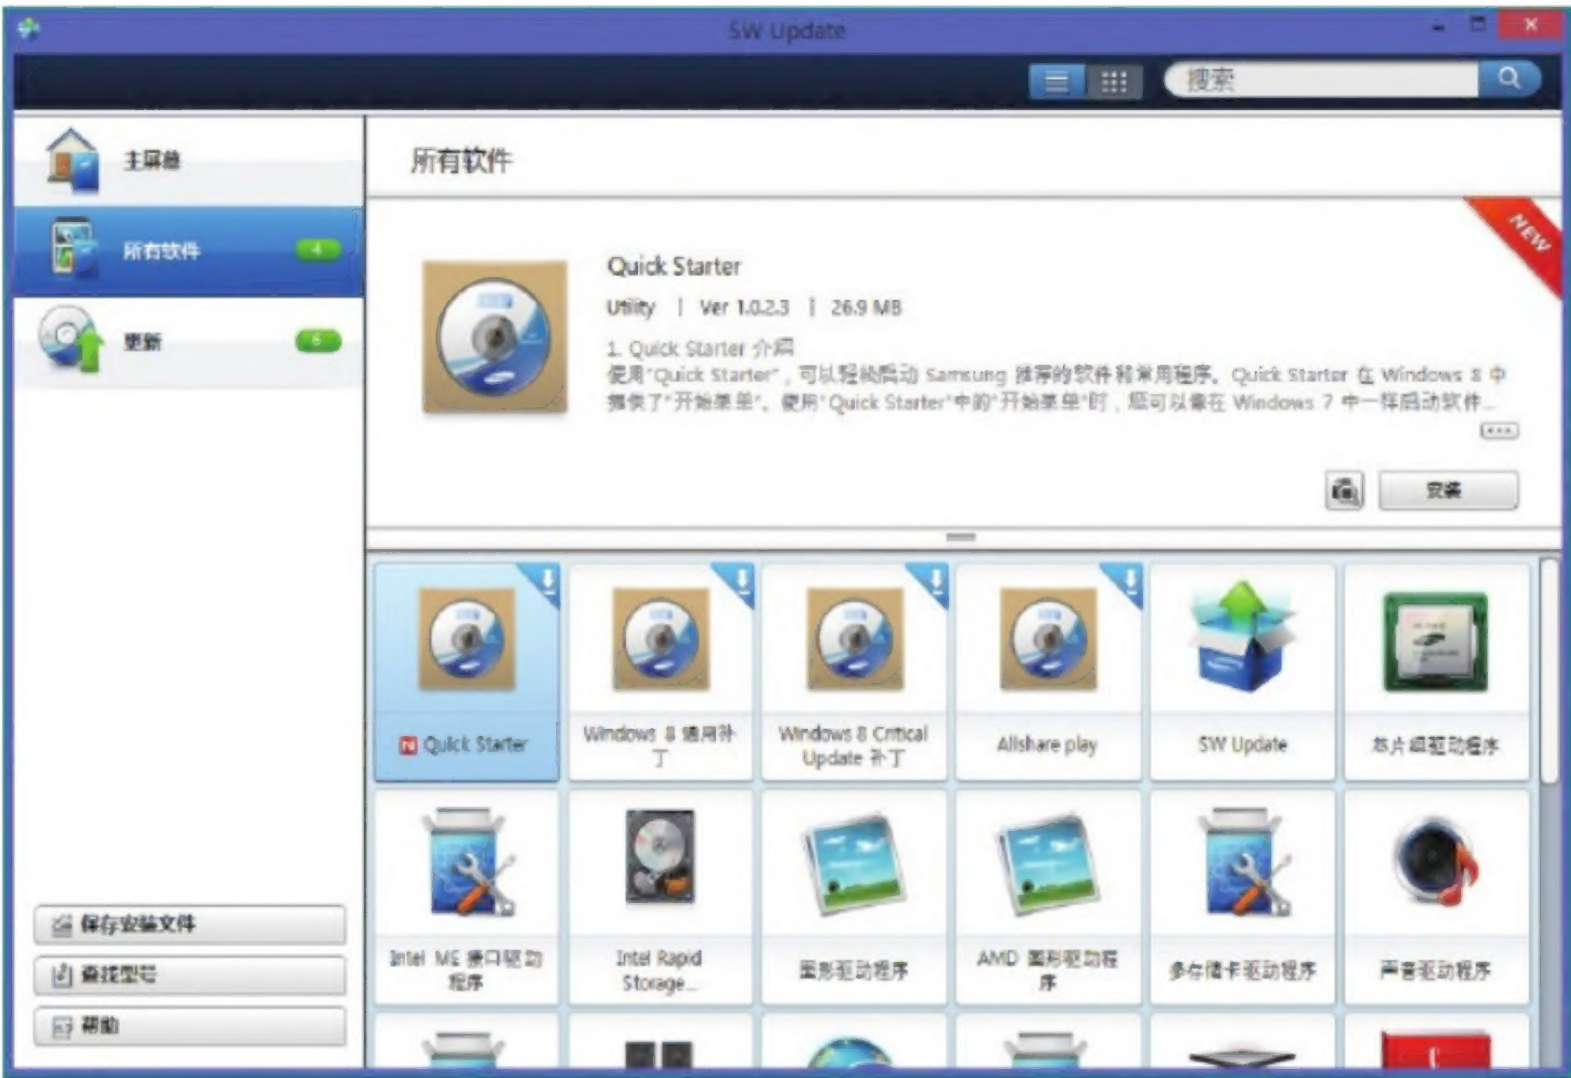 SW Update
搜索
主屏幕
所有软件
4
更新
6
保存安装文件
查找型号
帮助
所有软件
NEW
Quick Starter
Utility | Ver 1.0.2.3 | 26.9 MB
1. Quick Starter 介绍
使用"Quick Starter"，可以轻松启动 Samsung 推荐的软件和常用程序。Quick Starter 在 Windows 8 中
提供了"开始菜单"。使用"Quick Starter"中的"开始菜单"时，您可以像在 Windows 7 中一样启动软件...
安装
N Quick Starter
Windows 8 通用补
丁
Windows 8 Critical
Update 补丁
Allshare play
SW Update
芯片组驱动程序
Intel ME 接口驱动
程序
Intel Rapid
Storage...
图形驱动程序
AMD 图形驱动程
序
多存储卡驱动程序
声音驱动程序